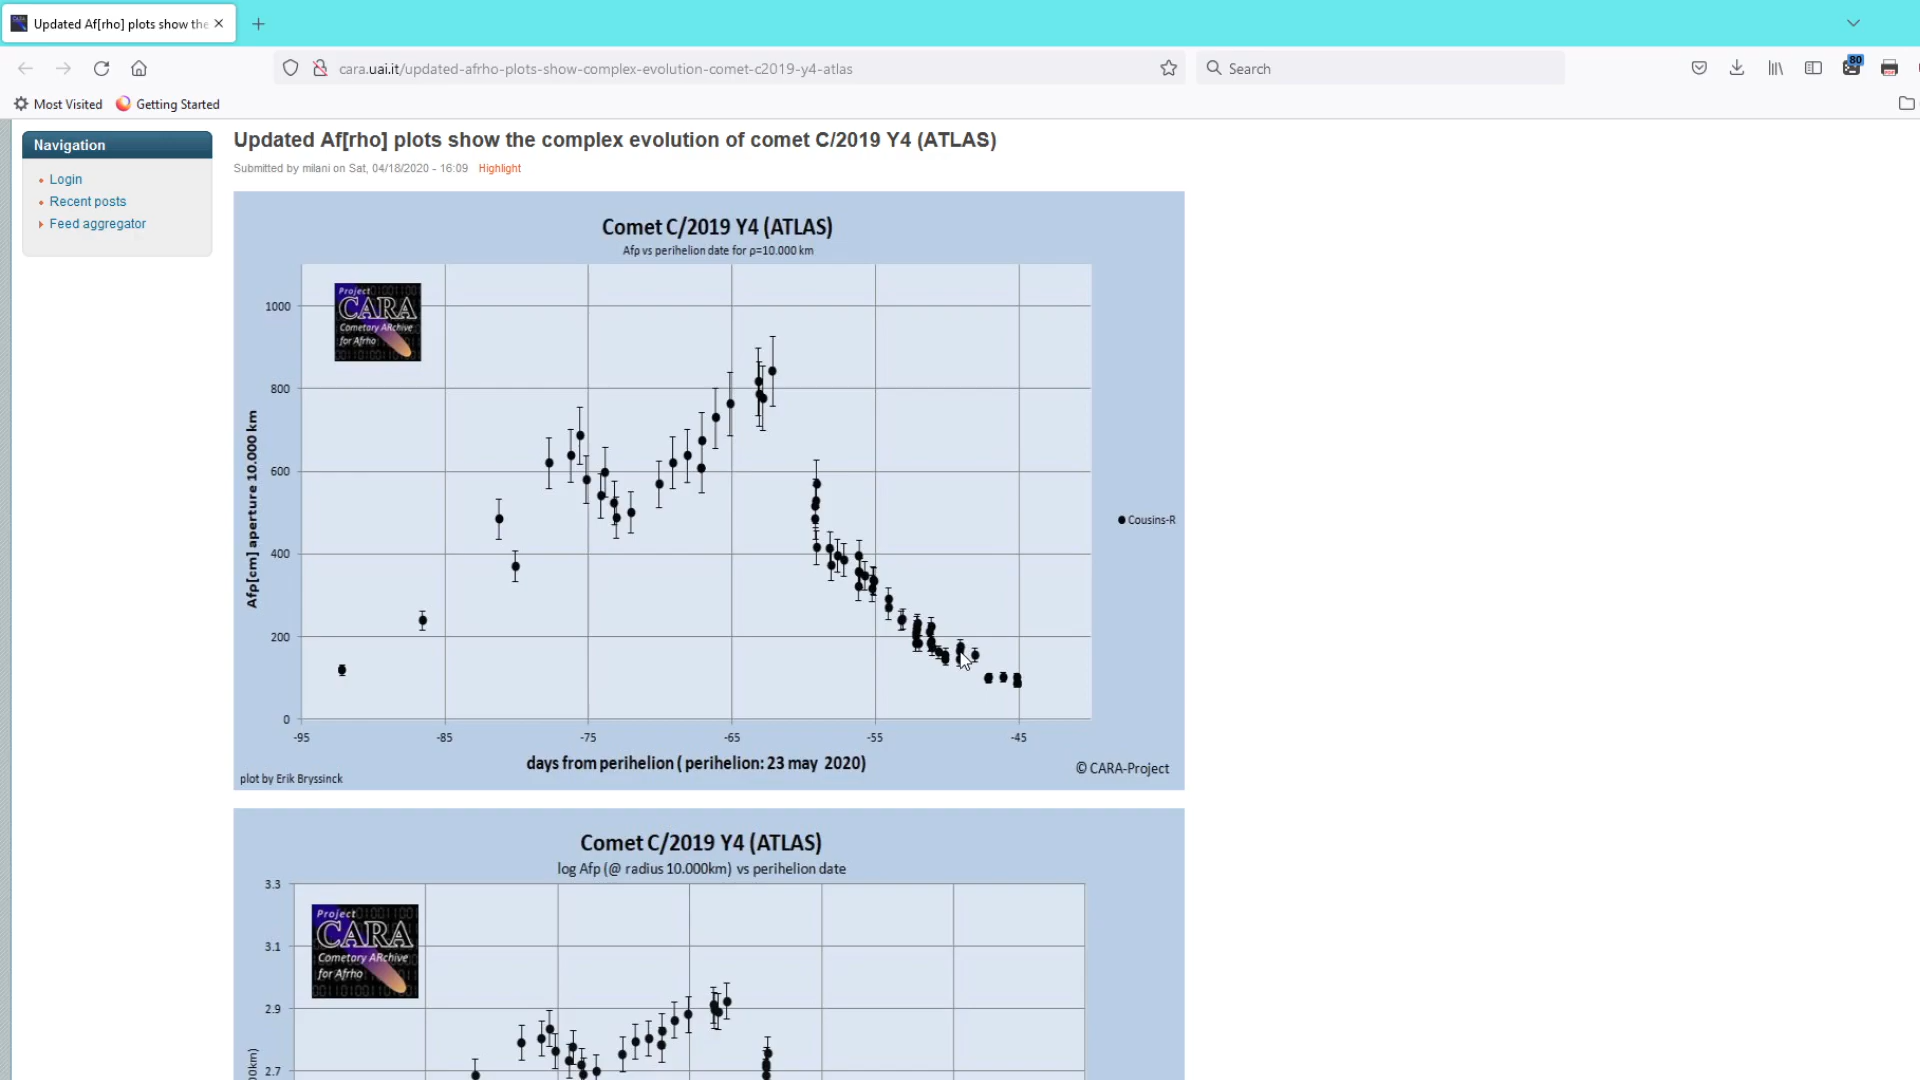 Updated Af[rho] plots show the
cara.uai.it/updated-afrho-plots-show-complex-evolution-comet-c2019-y4-atlas
Search
80
Most Visited
Getting Started
Navigation
Login
Recent posts
Feed aggregator
Updated Af[rho] plots show the complex evolution of comet C/2019 Y4 (ATLAS)
Submitted by milani on Sat, 04/18/2020 - 16:09 Highlight
Comet C/2019 Y4 (ATLAS)
Afρ vs perihelion date for ρ=10.000 km
Project
CARA
Cometary ARchive
for Afrho
1000
800
600
400
200
0
Afρ[cm] aperture 10.000 km
-95
-85
-75
-65
-55
-45
Cousins-R
days from perihelion ( perihelion: 23 may 2020)
plot by Erik Bryssinck
© CARA-Project
Comet C/2019 Y4 (ATLAS)
log Afρ (@ radius 10.000km) vs perihelion date
Project
CARA
Cometary ARchive
for Afrho
3.3
3.1
2.9
2.7